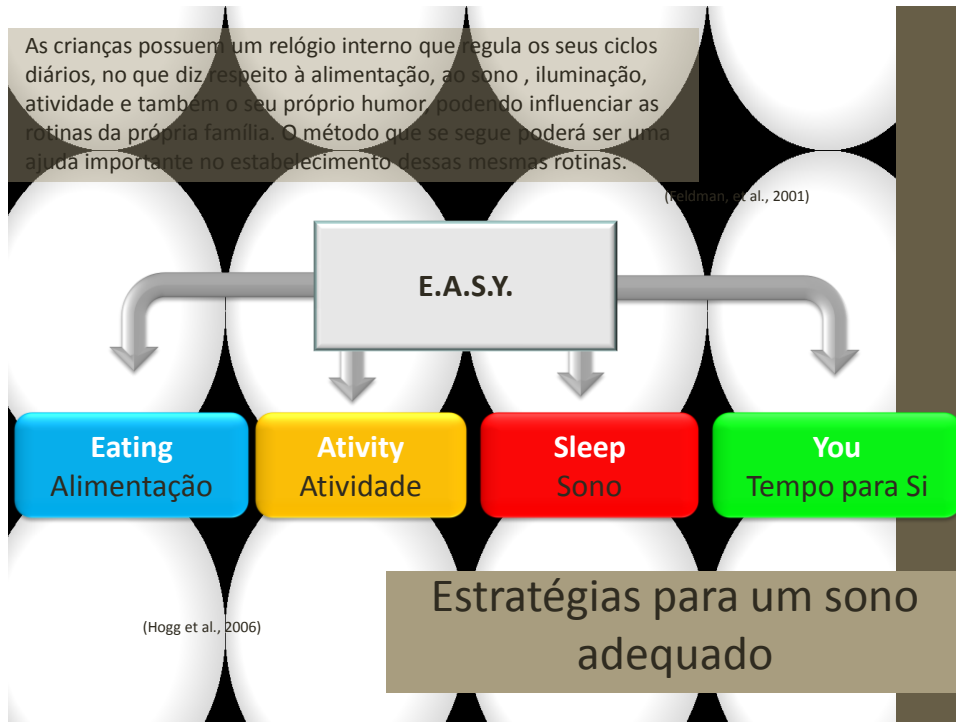 As crianças possuem um relógio interno que regula os seus ciclos
diários, no que diz respeito à alimentação, ao sono , iluminação,
atividade e também o seu próprio humor, podendo influenciar as
rotinas da própria família. O método que se segue poderá ser uma
ajuda importante no estabelecimento dessas mesmas rotinas.
(Feldman, et al., 2001)
E.A.S.Y.
Eating
Alimentação
Ativity
Atividade
Sleep
Sono
You
Tempo para Si
Estratégias para um sono
adequado
(Hogg et al., 2006)